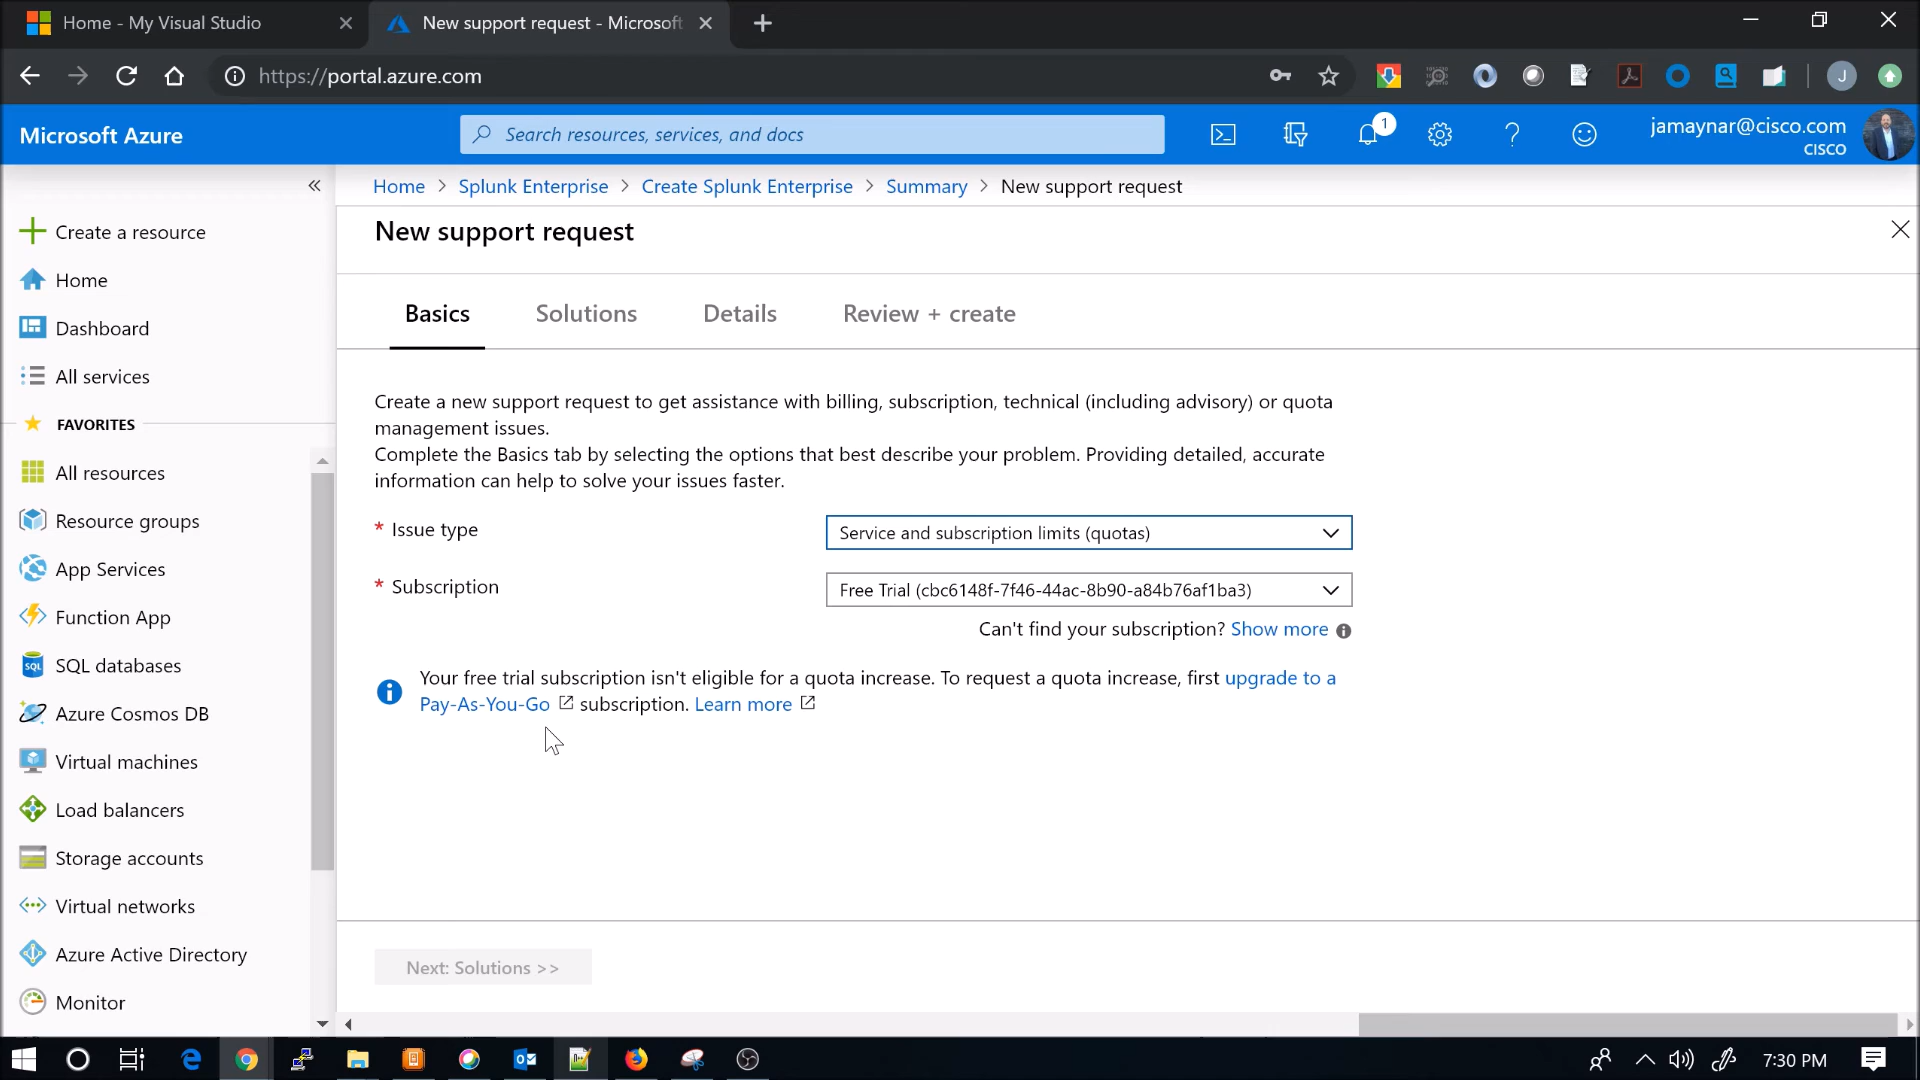 Home - My Visual Studio
New support request - Microsoft
https://portal.azure.com
J
Microsoft Azure
Search resources, services, and docs
1
jamaynar@cisco.com
CISCO
Home > Splunk Enterprise > Create Splunk Enterprise > Summary > New support request
New support request
Basics
Solutions
Details
Review + create
Create a resource
Home
Dashboard
All services
FAVORITES
All resources
Resource groups
App Services
Function App
SQL databases
Azure Cosmos DB
Virtual machines
Load balancers
Storage accounts
Virtual networks
Azure Active Directory
Monitor
Create a new support request to get assistance with billing, subscription, technical (including advisory) or quota
management issues.
Complete the Basics tab by selecting the options that best describe your problem. Providing detailed, accurate
information can help to solve your issues faster.
* Issue type
Service and subscription limits (quotas)
* Subscription
Free Trial (cbc6148f-7f46-44ac-8b90-a84b76af1ba3)
Can't find your subscription? Show more
Your free trial subscription isn't eligible for a quota increase. To request a quota increase, first upgrade to a
Pay-As-You-Go subscription. Learn more
Next: Solutions >>
7:30 PM